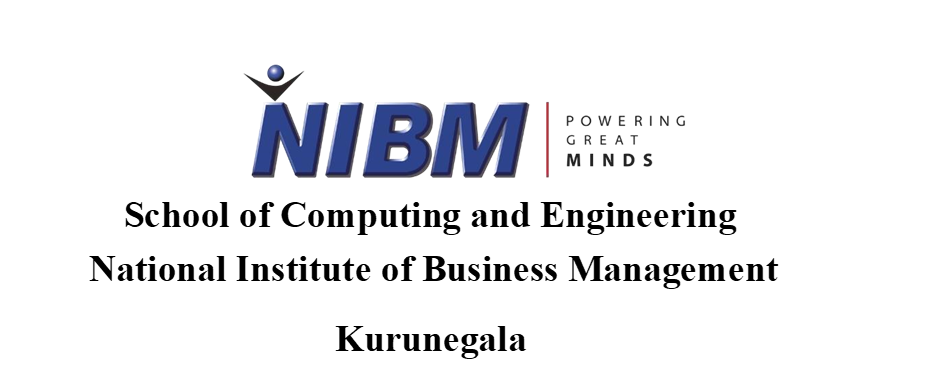 NIBM
POWERING
GREAT
MINDS
School of Computing and Engineering
National Institute of Business Management
Kurunegala